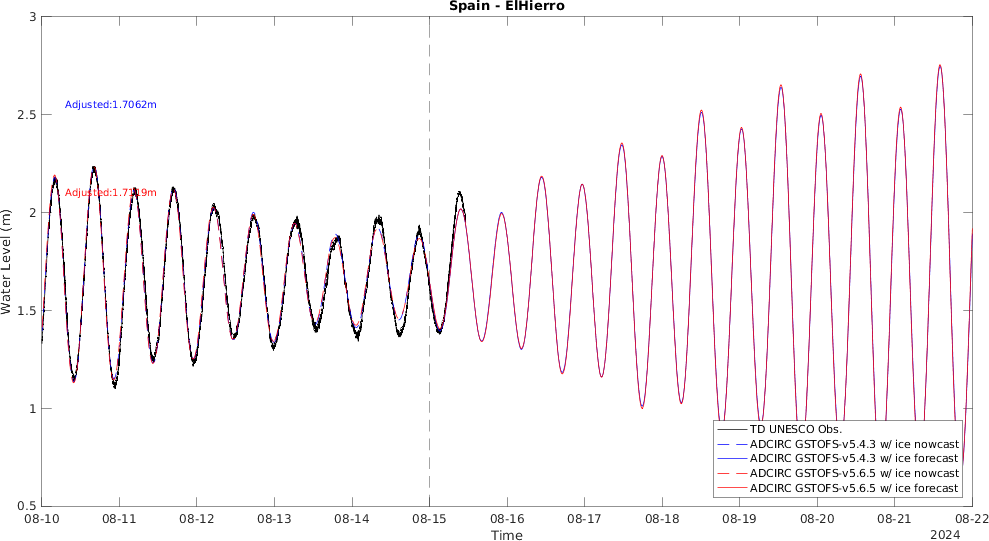 Spain - ElHierro
3
2.5
2
1.5
1
0.5
Water Level (m)
Adjusted:1.7062m
Adjusted:1.7119m
TD UNESCO Obs.
ADCIRC GSTOFS-v5.4.3 w/ ice nowcast
ADCIRC GSTOFS-v5.4.3 w/ ice forecast
ADCIRC GSTOFS-v5.6.5 w/ ice nowcast
ADCIRC GSTOFS-v5.6.5 w/ ice forecast
08-10 08-11 08-12 08-13 08-14 08-15 08-16 08-17 08-18 08-19 08-20 08-21 08-22
Time
2024